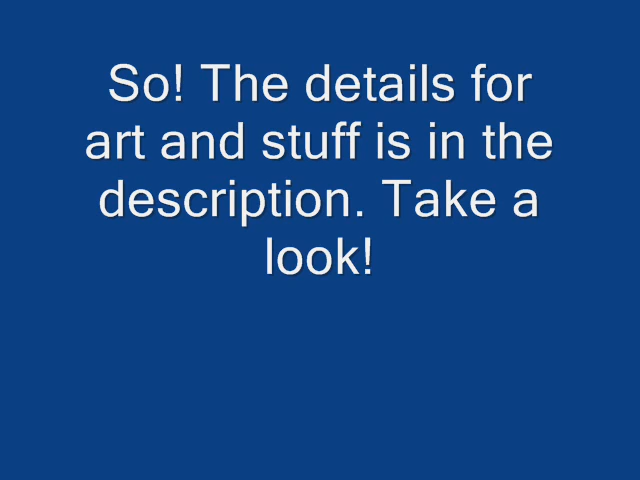 So! The details for
art and stuff is in the
description. Take a
look!